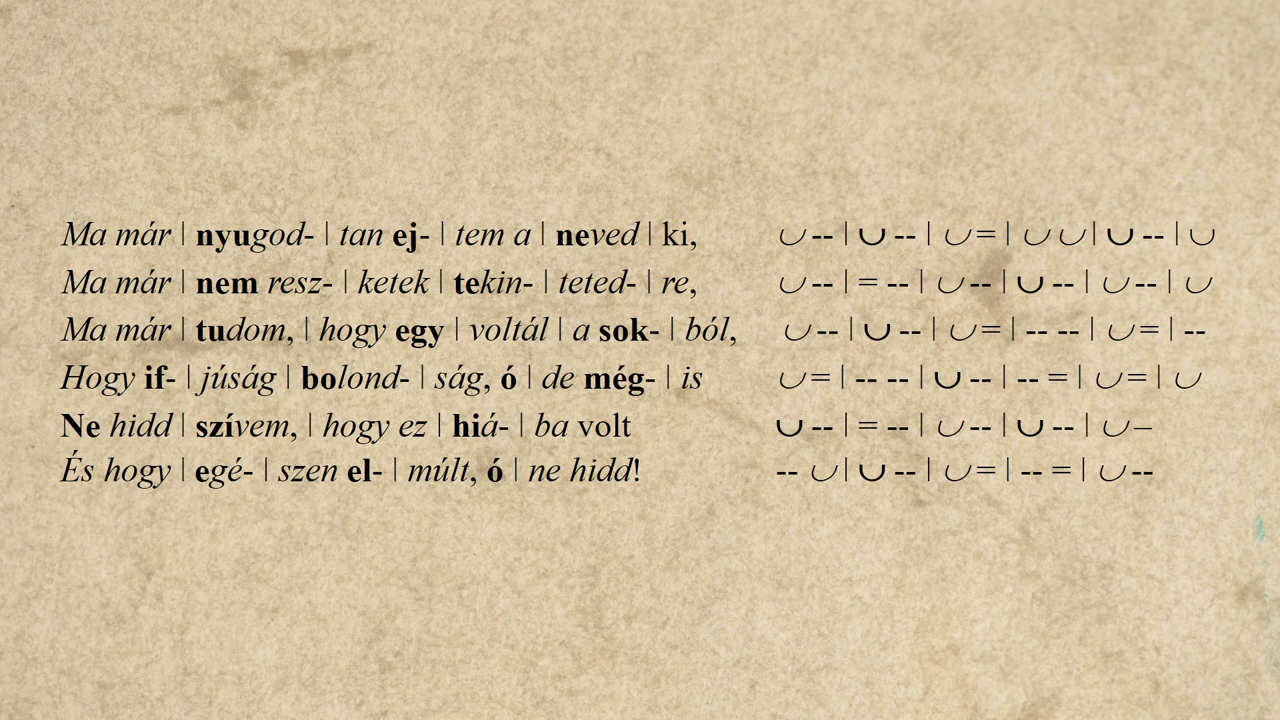 Ma már | nyugod- | tan ej- | tem a | neved | ki, ∪ -- | ∪ -- | ∪ = | ∪ ∪ | ∪ -- | ∪
Ma már | nem resz- | ketek | tekin- | teted- | re, ∪ -- | = -- | ∪ -- | ∪ -- | ∪ -- | ∪
Ma már | tudom, | hogy egy | voltál | a sok- | ból, ∪ -- | ∪ -- | ∪ = | -- -- | ∪ = | --
Hogy if- | júság | bolond- | ság, ó | de még- | is ∪ = | -- -- | ∪ -- | -- = | ∪ = | ∪
Ne hidd | szívem, | hogy ez | hiá- | ba volt ∪ -- | = -- | ∪ -- | ∪ -- | ∪ –
És hogy | egé- | szen el- | múlt, ó | ne hidd! -- ∪ | ∪ -- | ∪ = | -- = | ∪ --